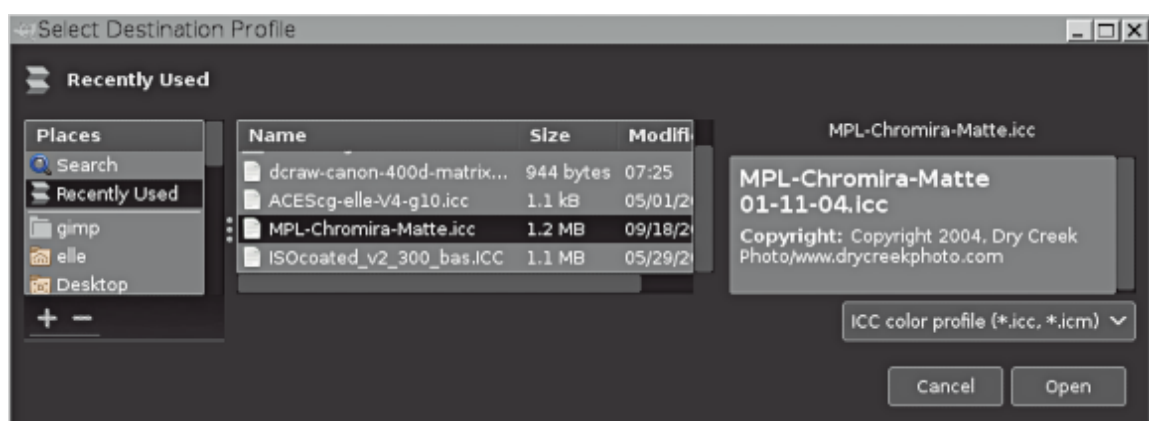 Select Destination Profile
Recently Used
Places
Search
Recently Used
gimp
elle
Desktop
Name Size Modifi
dcraw-canon-400d-matrix... 944 bytes 07:25
ACEScg-elle-V4-g10.icc 1.1 kB 05/01/2
MPL-Chromira-Matte.icc 1.2 MB 09/18/2
ISOcoated_v2_300_bas.ICC 1.1 MB 05/29/2
MPL-Chromira-Matte.icc
MPL-Chromira-Matte
01-11-04.icc
Copyright: Copyright 2004, Dry Creek
Photo/www.drycreekphoto.com
ICC color profile (*.icc, *.icm)
Cancel Open